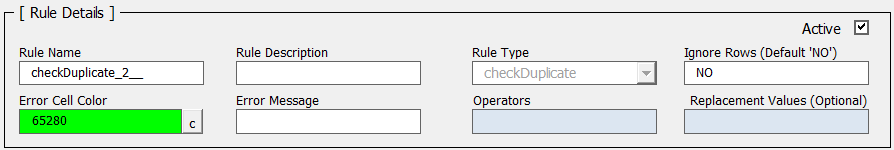 [ Rule Details ]
Active
Rule Name Rule Description Rule Type Ignore Rows (Default 'NO')
checkDuplicate_2__ checkDuplicate NO
Error Cell Color Error Message Operators Replacement Values (Optional)
65280 c